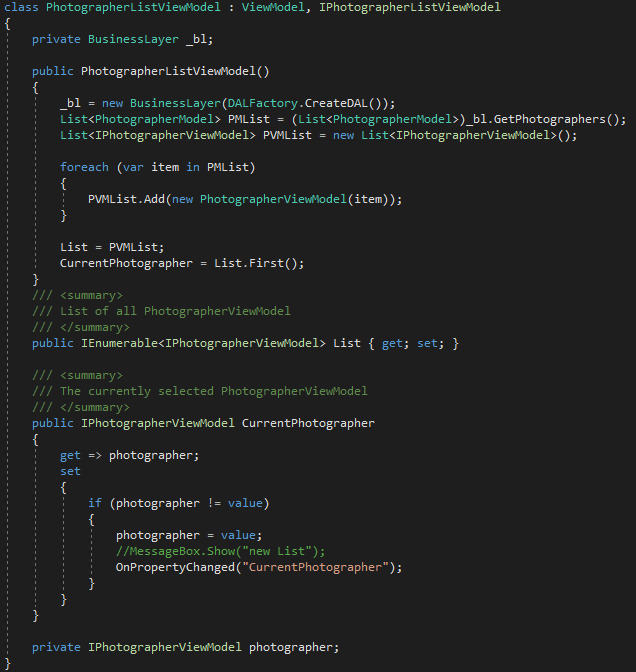 class PhotographerListViewModel : ViewModel, IPhotographerListViewModel
{
    private BusinessLayer _bl;

    public PhotographerListViewModel()
    {
        _bl = new BusinessLayer(DALFactory.CreateDAL());
        List<PhotographerModel> PMList = (List<PhotographerModel>)_bl.GetPhotographers();
        List<IPhotographerViewModel> PVMList = new List<IPhotographerViewModel>();

        foreach (var item in PMList)
        {
            PVMList.Add(new PhotographerViewModel(item));
        }

        List = PVMList;
        CurrentPhotographer = List.First();
    }
    /// <summary>
    /// List of all PhotographerViewModel
    /// </summary>
    public IEnumerable<IPhotographerViewModel> List { get; set; }

    /// <summary>
    /// The currently selected PhotographerViewModel
    /// </summary>
    public IPhotographerViewModel CurrentPhotographer
    {
        get => photographer;
        set
        {
            if (photographer != value)
            {
                photographer = value;
                //MessageBox.Show("new List");
                OnPropertyChanged("CurrentPhotographer");
            }
        }
    }

    private IPhotographerViewModel photographer;
}